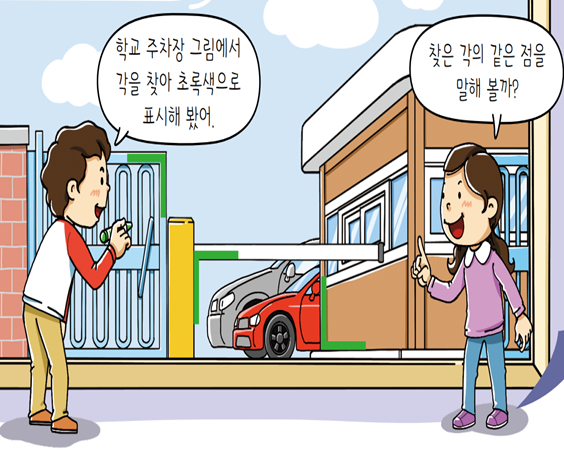 학교 주차장 그림에서
각을 찾아 초록색으로
표시해 봤어.
찾은 각의 같은 점을
말해 볼까?